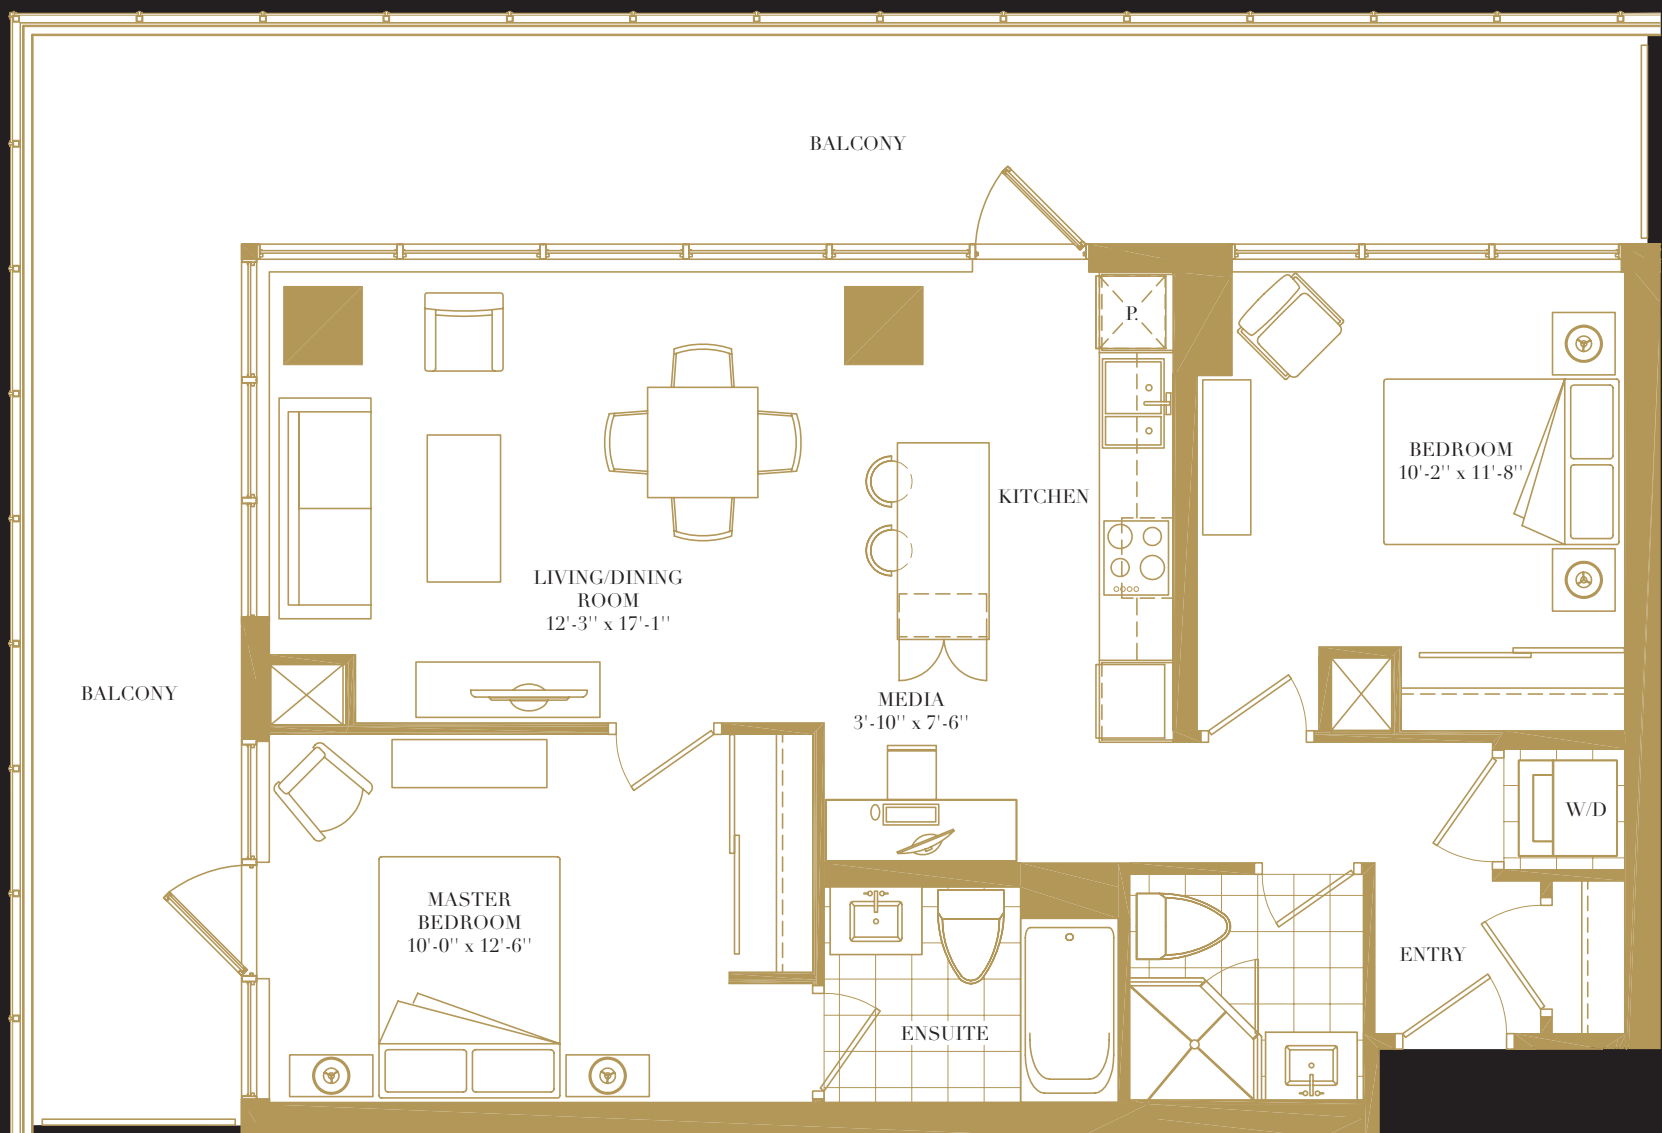 BALCONY
P.
BEDROOM
10'-2'' x 11'-8''
KITCHEN
LIVING/DINING
ROOM
12'-3'' x 17'-1''
BALCONY
MEDIA
3'-10'' x 7'-6''
W/D
MASTER
BEDROOM
10'-0'' x 12'-6''
ENTRY
ENSUITE